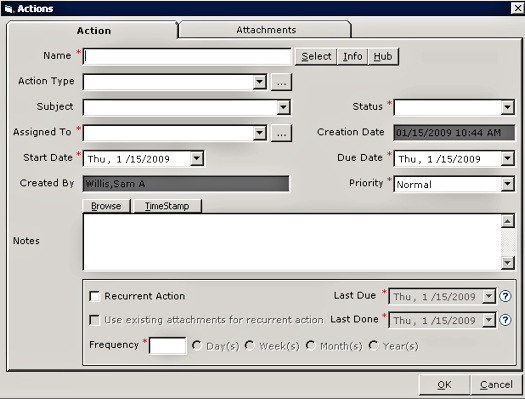 Actions
Action Attachments
Name * Select Info Hub
Action Type * ...
Subject Status *
Assigned To * ... Creation Date 01/15/2009 10:44 AM
Start Date * Thu, 1 /15/2009 Due Date * Thu, 1 /15/2009
Created By Willis,Sam A Priority * Normal
Browse TimeStamp
Notes
Recurrent Action Last Due * Thu, 1 /15/2009 ?
Use existing attachments for recurrent action Last Done * Thu, 1 /15/2009 ?
Frequency * Day(s) Week(s) Month(s) Year(s)
OK Cancel